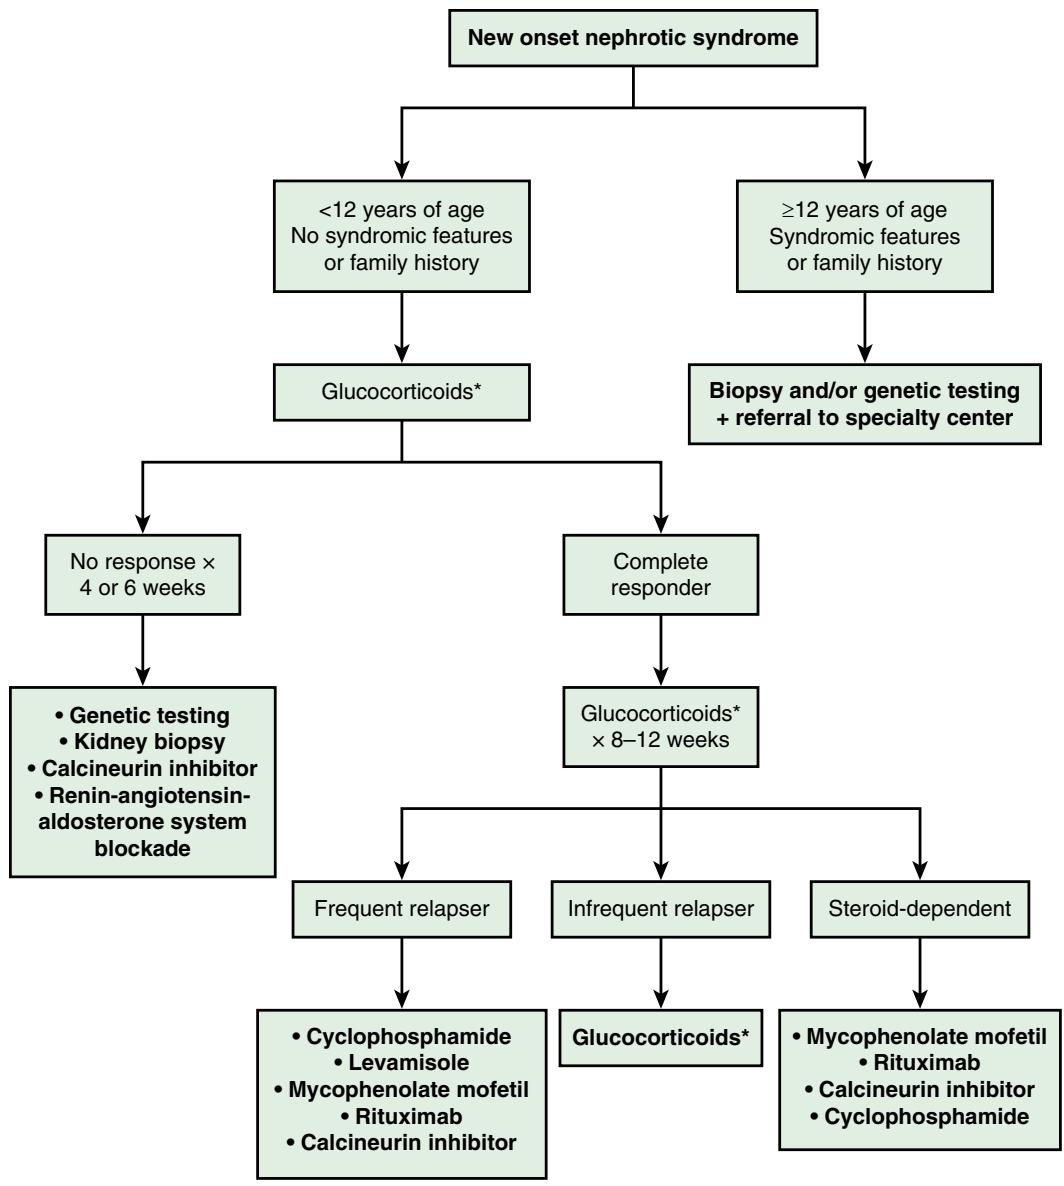 New onset nephrotic syndrome
<12 years of age
No syndromic features
or family history
≥12 years of age
Syndromic features
or family history
Glucocorticoids*
Biopsy and/or genetic testing
+ referral to specialty center
No response ×
4 or 6 weeks
Complete
responder
• Genetic testing
• Kidney biopsy
• Calcineurin inhibitor
• Renin-angiotensin-
aldosterone system
blockade
Glucocorticoids*
× 8–12 weeks
Frequent relapser
Infrequent relapser
Steroid-dependent
• Cyclophosphamide
• Levamisole
• Mycophenolate mofetil
• Rituximab
• Calcineurin inhibitor
Glucocorticoids*
• Mycophenolate mofetil
• Rituximab
• Calcineurin inhibitor
• Cyclophosphamide